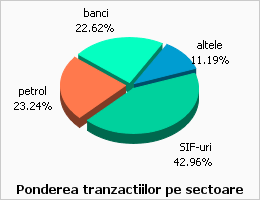 banci
22.62%
altele
11.19%
petrol
23.24%
SIF-uri
42.96%
Ponderea tranzactiilor pe sectoare